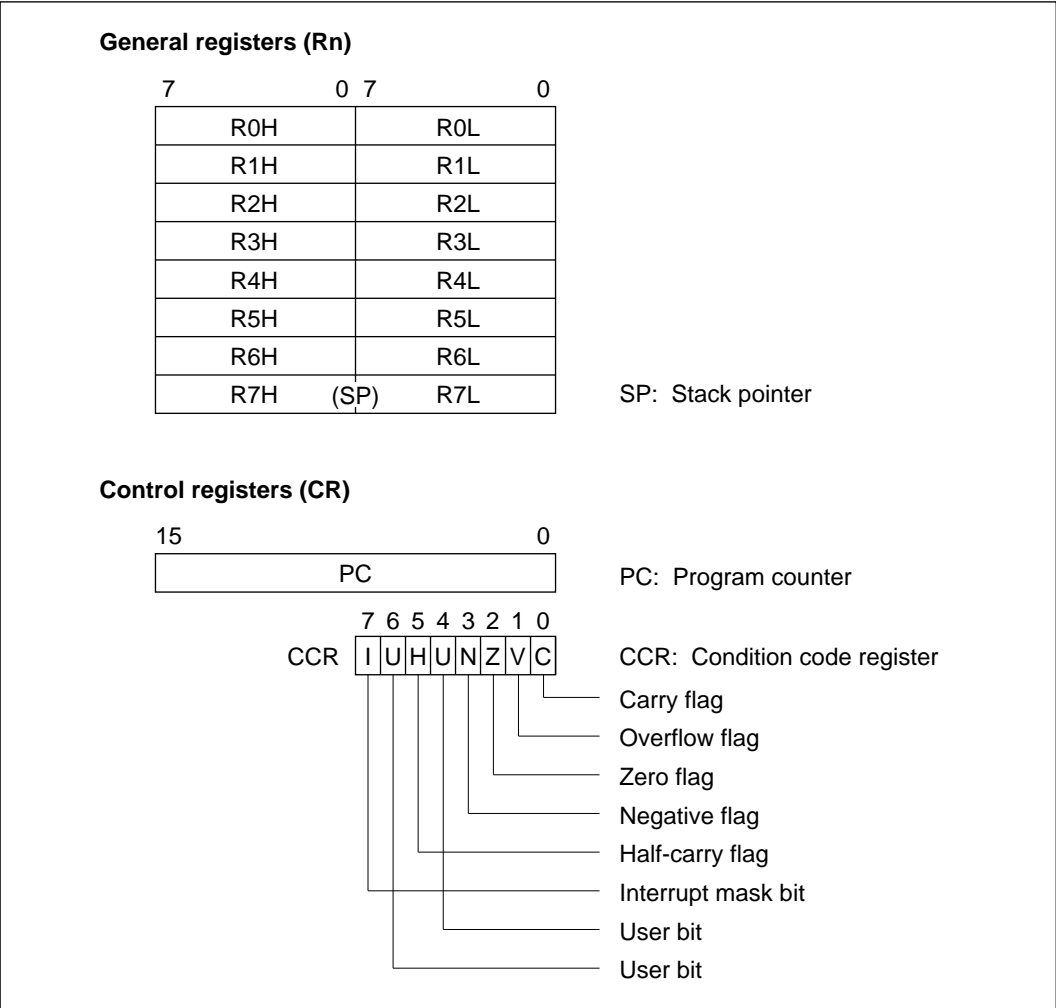 General registers (Rn)
7 0 7 0
R0H R0L
R1H R1L
R2H R2L
R3H R3L
R4H R4L
R5H R5L
R6H R6L
R7H (SP) R7L SP: Stack pointer
Control registers (CR)
15 0
PC PC: Program counter
7 6 5 4 3 2 1 0
CCR I U H U N Z V C CCR: Condition code register
Carry flag
Overflow flag
Zero flag
Negative flag
Half-carry flag
Interrupt mask bit
User bit
User bit